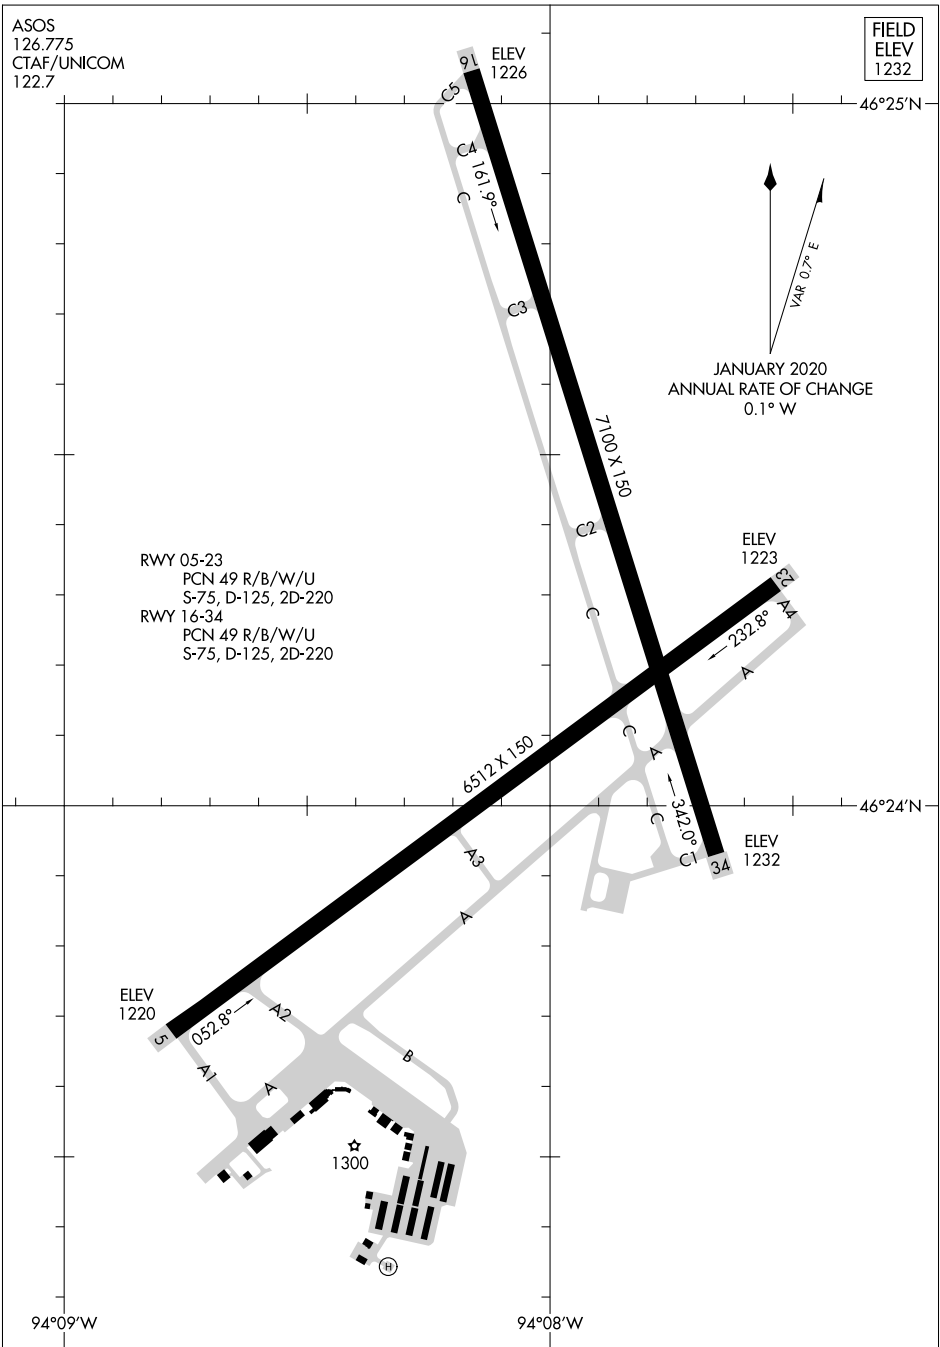 ASOS
126.775
CTAF/UNICOM
122.7
FIELD
ELEV
1232
16
ELEV
1226
C5
46°25'N
C4
161.9°
C
C3
VAR 0.7° E
JANUARY 2020
ANNUAL RATE OF CHANGE
0.1° W
7100 X 150
C2
ELEV
1223
23
RWY 05-23
PCN 49 R/B/W/U
S-75, D-125, 2D-220
RWY 16-34
PCN 49 R/B/W/U
S-75, D-125, 2D-220
A4
C
232.8°
A
C
A
6512 X 150
46°24'N
342.0°
C
C1
34
ELEV
1232
A3
A
ELEV
1220
5
052.8°
A2
A1
A
B
1300
H
94°09'W
94°08'W